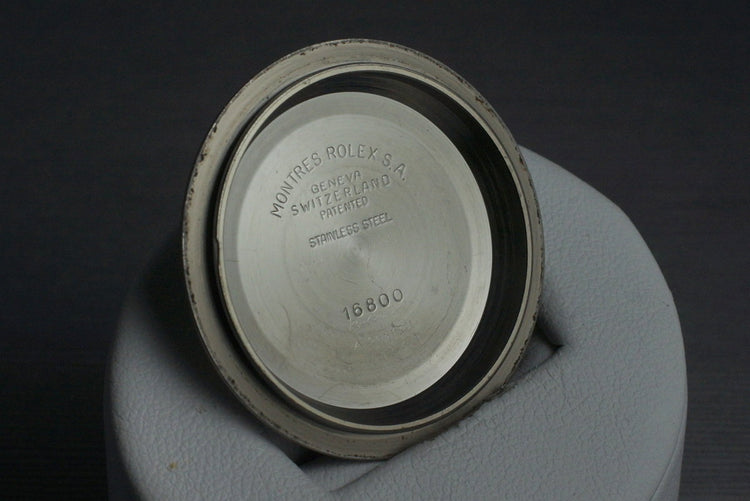 MONTRES ROLEX S.A.
GENEVA
SWITZERLAND
PATENTED
STAINLESS STEEL
16800